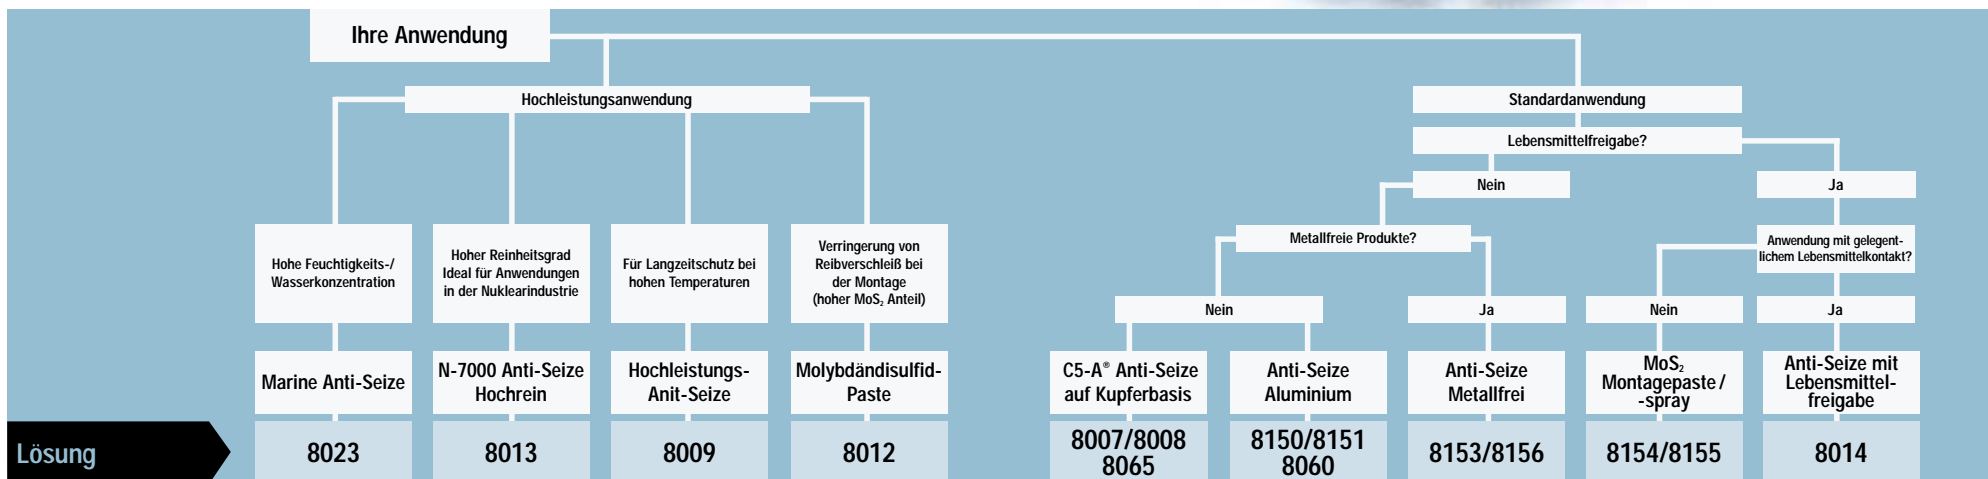 Ihre Anwendung
Hochleistungsanwendung
Standardanwendung
Lebensmittelfreigabe?
Nein
Ja
Metallfreie Produkte?
Anwendung mit gelegent-
lichem Lebensmittelkontakt?
Hohe Feuchtigkeits-/
Wasserkonzentration
Hoher Reinheitsgrad
Ideal für Anwendungen
in der Nuklearindustrie
Für Langzeitschutz bei
hohen Temperaturen
Verringerung von
Reibverschleiß bei
der Montage
(hoher MoS₂ Anteil)
Nein
Ja
Nein
Ja
Marine Anti-Seize
N-7000 Anti-Seize
Hochrein
Hochleistungs-
Anit-Seize
Molybdändisulfid-
Paste
C5-A® Anti-Seize
auf Kupferbasis
Anti-Seize
Aluminium
Anti-Seize
Metallfrei
MoS₂
Montagepaste/
-spray
Anti-Seize mit
Lebensmittel-
freigabe
Lösung
8023
8013
8009
8012
8007/8008
8065
8150/8151
8060
8153/8156
8154/8155
8014